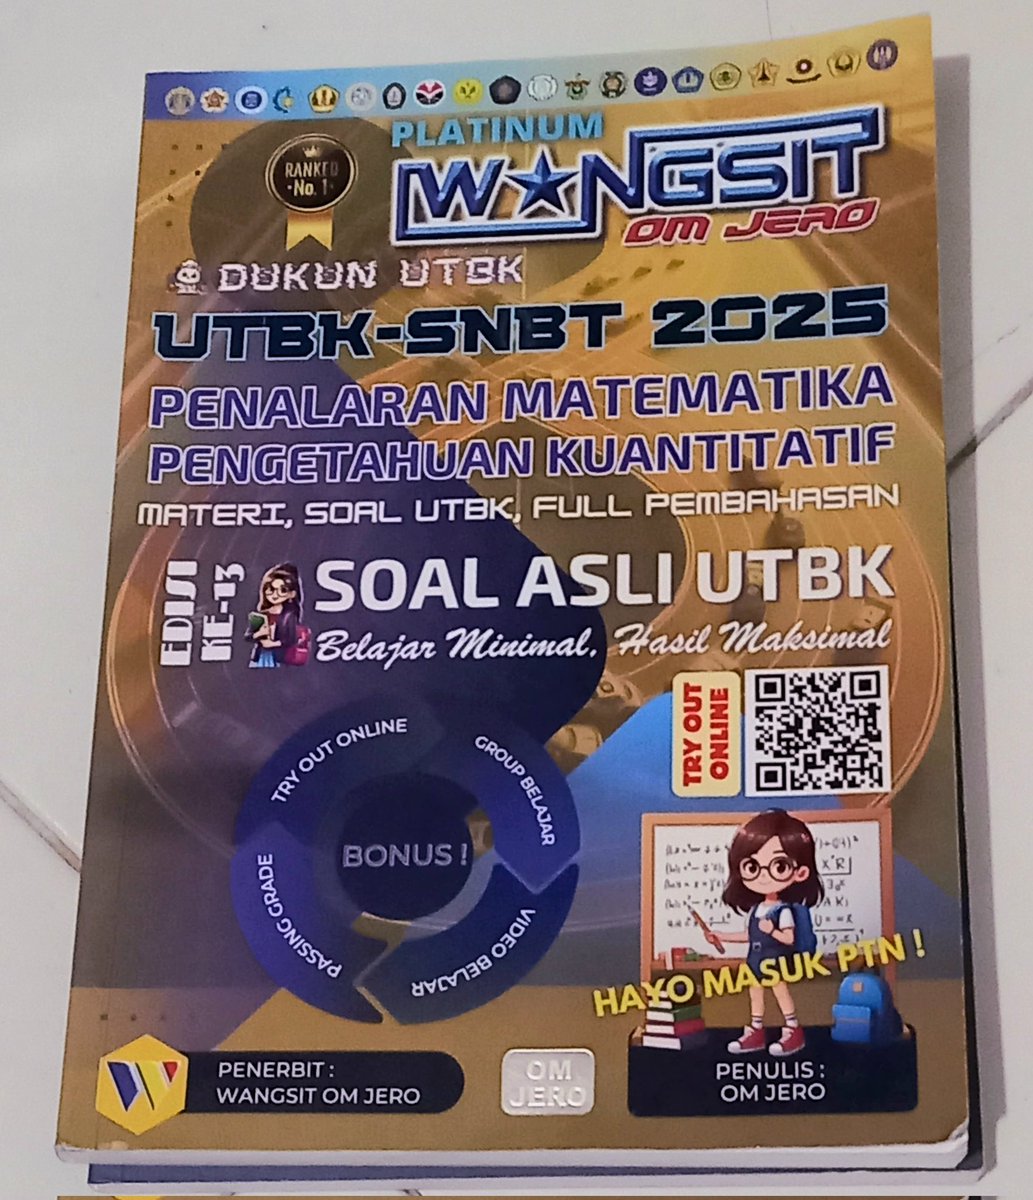 PLATINUM
WANGSIT
OM JERO
RANKED
No. 1
DUKUN UTBK
UTBK-SNBT 2025
PENALARAN MATEMATIKA
PENGETAHUAN KUANTITATIF
MATERI, SOAL UTBK, FULL PEMBAHASAN
EDISI
KE-13
SOAL ASLI UTBK
Belajar Minimal, Hasil Maksimal
TRY OUT
ONLINE
TRY OUT ONLINE
GROUP BELAJAR
BONUS !
PASSING GRADE
VIDEO BELAJAR
HAYO MASUK PTN !
PENERBIT :
WANGSIT OM JERO
OM
JERO
PENULIS :
OM JERO